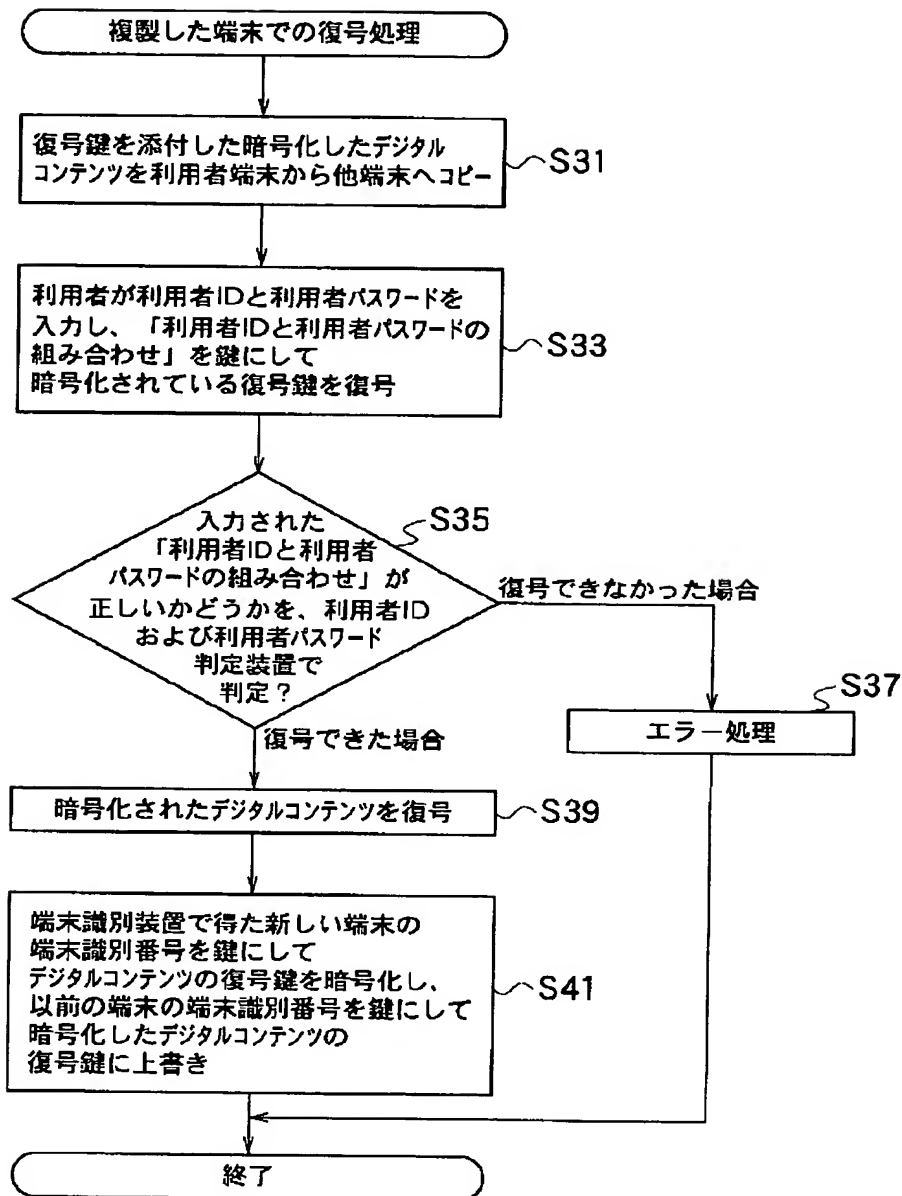 複製した端末での復号処理
復号鍵を添付した暗号化したデジタル
コンテンツを利用者端末から他端末へコピー
S31
利用者が利用者IDと利用者パスワードを
入力し、「利用者IDと利用者パスワードの
組み合わせ」を鍵にして
暗号化されている復号鍵を復号
S33
入力された
「利用者IDと利用者
パスワードの組み合わせ」が
正しいかどうかを、利用者ID
および利用者パスワード
判定装置で
判定？
S35
復号できなかった場合
S37
エラー処理
復号できた場合
暗号化されたデジタルコンテンツを復号
S39
端末識別装置で得た新しい端末の
端末識別番号を鍵にして
デジタルコンテンツの復号鍵を暗号化し、
以前の端末の端末識別番号を鍵にして
暗号化したデジタルコンテンツの
復号鍵に上書き
S41
終了